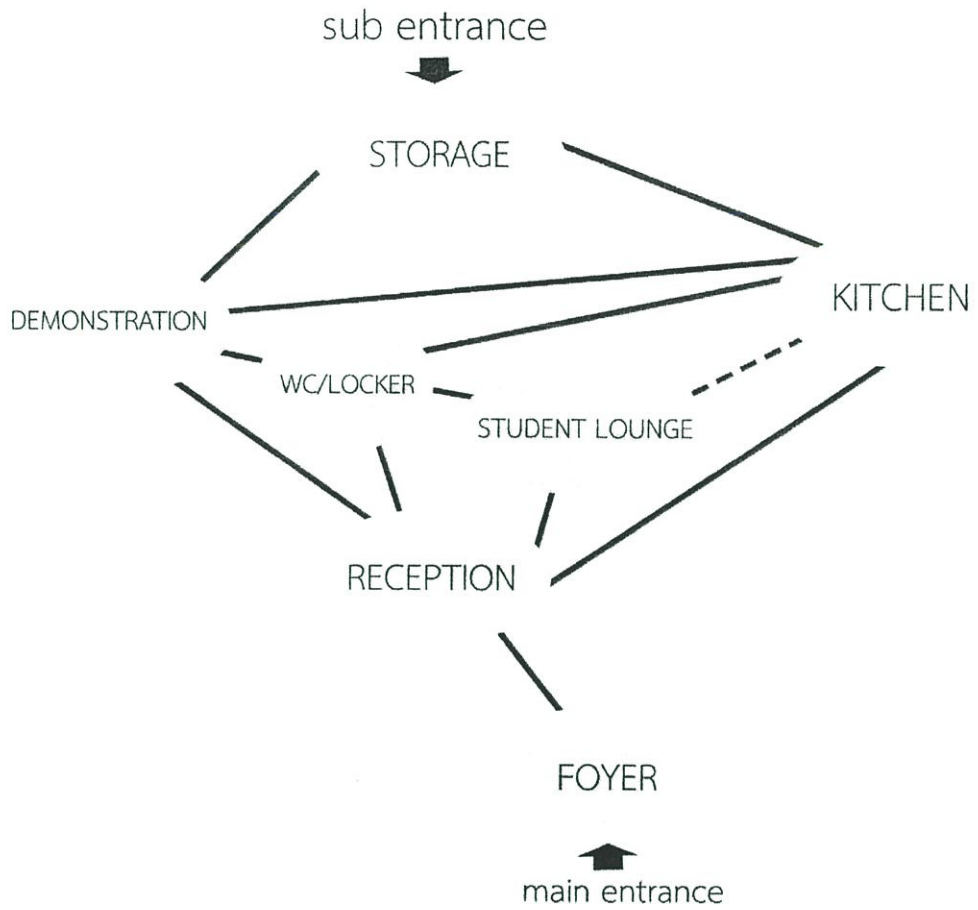 sub entrance
STORAGE
KITCHEN
DEMONSTRATION
WC/LOCKER
STUDENT LOUNGE
RECEPTION
FOYER
main entrance